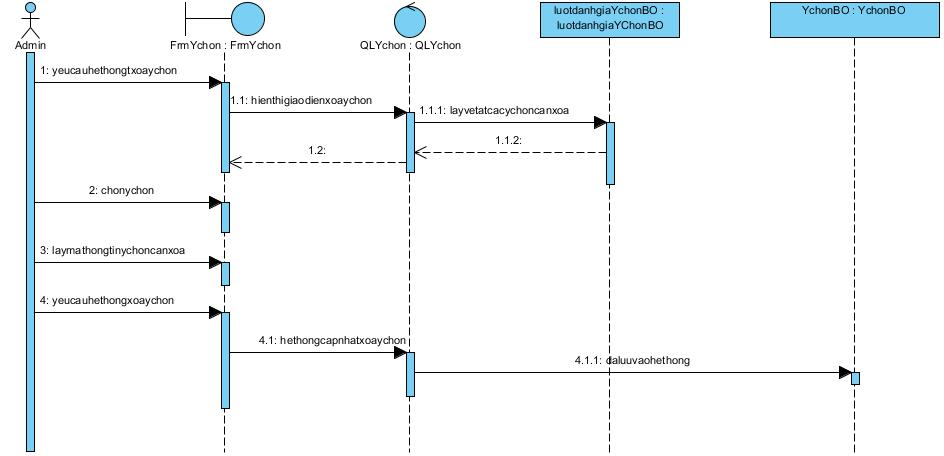 luotdanhgiaYChonBO :
luotdanhgiaYChonBO
YchonBO : YchonBO
Admin
FrmYchon : FrmYchon
QLYchon : QLYchon
1: yeucauhethongtxoaychon
1.1: hienthigiaodienxoaychon
1.1.1: layvetatcacychoncanxoa
1.2:
1.1.2:
2: chonychon
3: laymathongtinychoncanxoa
4: yeucauhethongxoaychon
4.1: hethongcapnhatxoaychon
4.1.1: daluuvaohethong